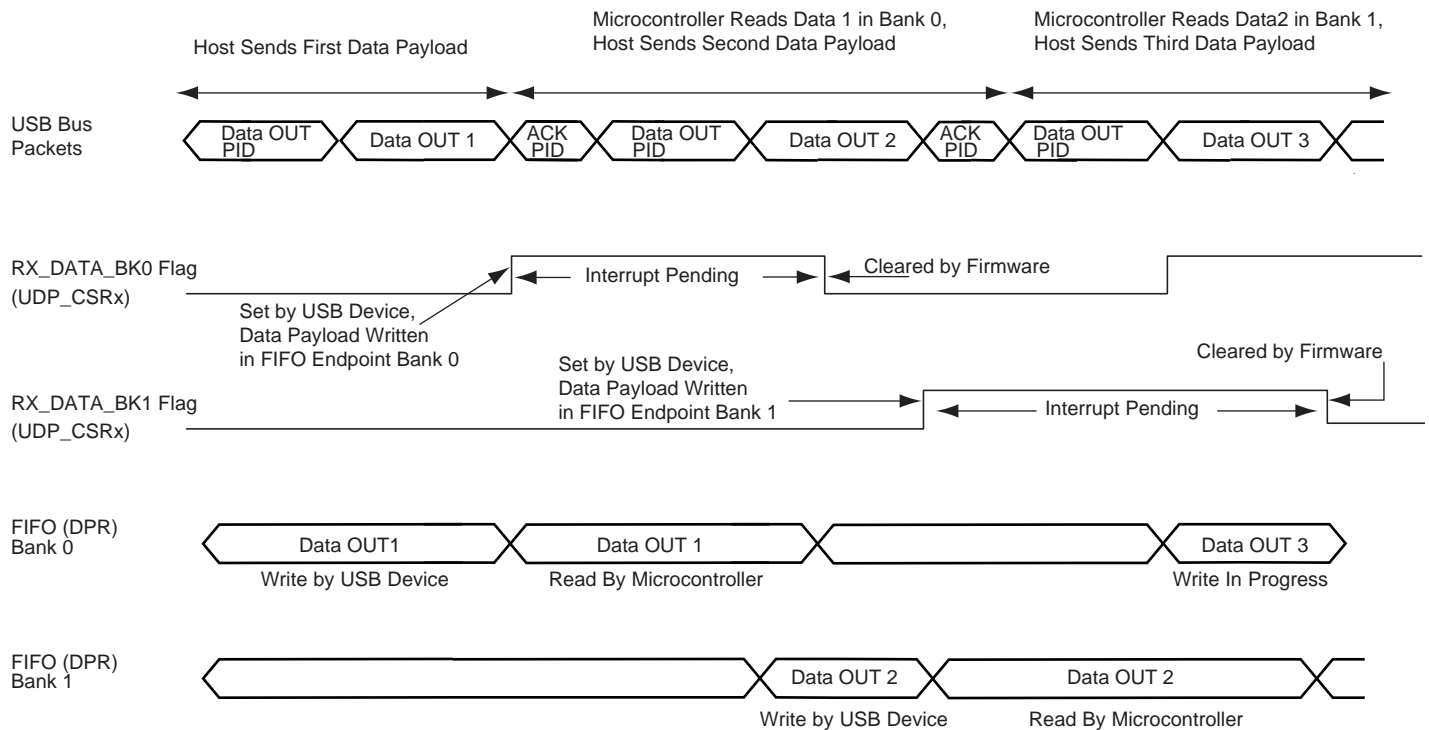 Host Sends First Data Payload
Microcontroller Reads Data 1 in Bank 0,
Host Sends Second Data Payload
Microcontroller Reads Data2 in Bank 1,
Host Sends Third Data Payload
USB Bus
Packets
Data OUT
PID
Data OUT 1
ACK
PID
Data OUT
PID
Data OUT 2
ACK
PID
Data OUT
PID
Data OUT 3
RX_DATA_BK0 Flag
(UDP_CSRx)
Interrupt Pending
Cleared by Firmware
Set by USB Device,
Data Payload Written
in FIFO Endpoint Bank 0
RX_DATA_BK1 Flag
(UDP_CSRx)
Set by USB Device,
Data Payload Written
in FIFO Endpoint Bank 1
Interrupt Pending
Cleared by Firmware
FIFO (DPR)
Bank 0
Data OUT1
Data OUT 1
Data OUT 3
Write by USB Device
Read By Microcontroller
Write In Progress
FIFO (DPR)
Bank 1
Data OUT 2
Data OUT 2
Write by USB Device
Read By Microcontroller